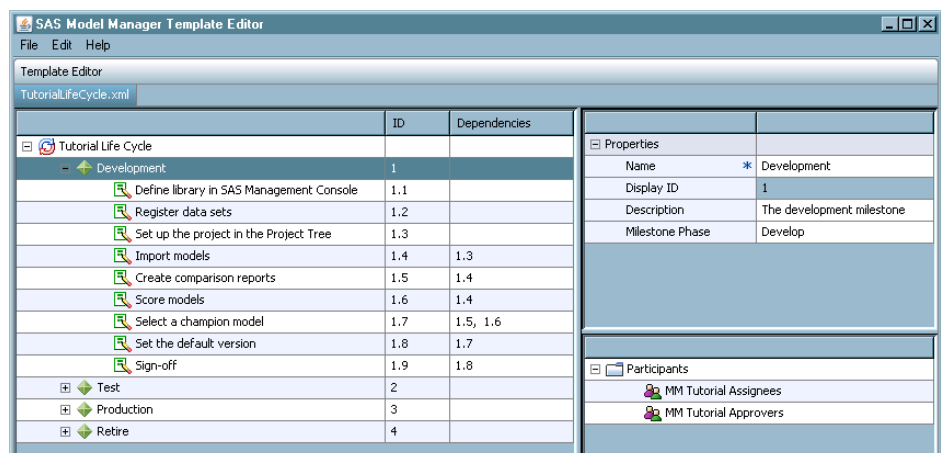 SAS Model Manager Template Editor
File Edit Help
Template Editor
TutorialLifeCycle.xml
ID Dependencies
Tutorial Life Cycle
Development 1
Define library in SAS Management Console 1.1
Register data sets 1.2
Set up the project in the Project Tree 1.3
Import models 1.4 1.3
Create comparison reports 1.5 1.4
Score models 1.6 1.4
Select a champion model 1.7 1.5, 1.6
Set the default version 1.8 1.7
Sign-off 1.9 1.8
Test 2
Production 3
Retire 4
Properties
Name * Development
Display ID 1
Description The development milestone
Milestone Phase Develop
Participants
MM Tutorial Assignees
MM Tutorial Approvers